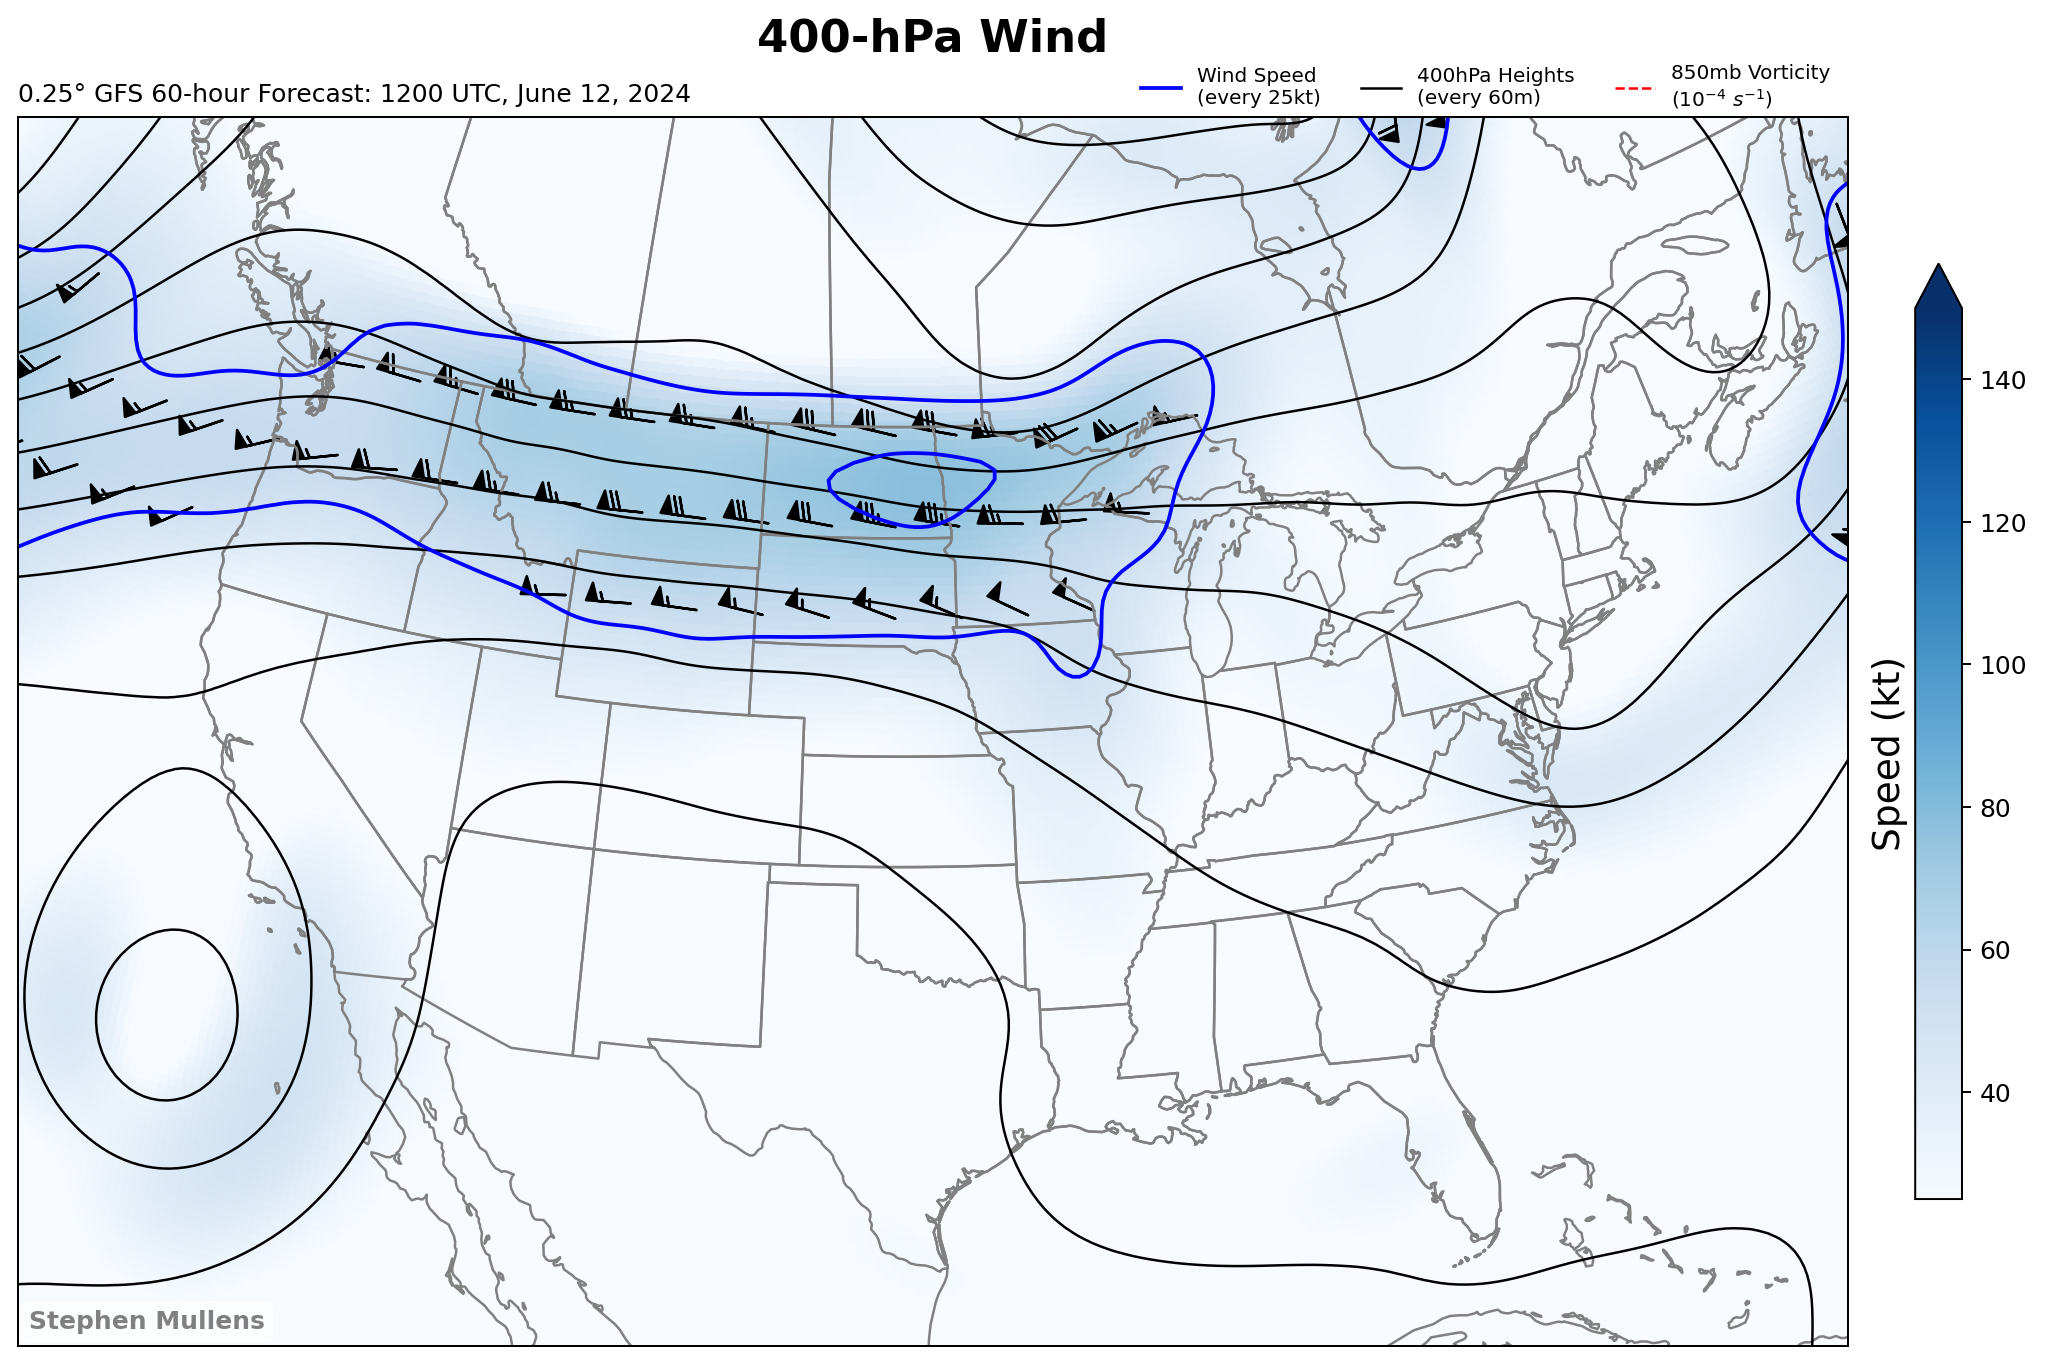 400-hPa Wind
0.25° GFS 60-hour Forecast: 1200 UTC, June 12, 2024
Wind Speed
(every 25kt)
400hPa Heights
(every 60m)
850mb Vorticity
(10⁻⁴ s⁻¹)
140
120
100
80
60
40
Speed (kt)
Stephen Mullens